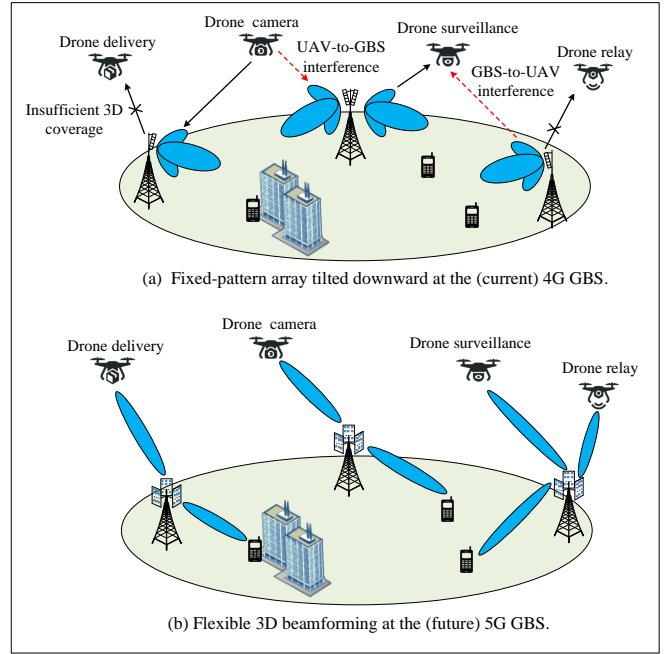 Drone delivery
Drone camera
Drone surveillance
Drone relay
UAV-to-GBS
interference
GBS-to-UAV
interference
Insufficient 3D
coverage
(a) Fixed-pattern array tilted downward at the (current) 4G GBS.
Drone camera
Drone delivery
Drone surveillance
Drone relay
(b) Flexible 3D beamforming at the (future) 5G GBS.